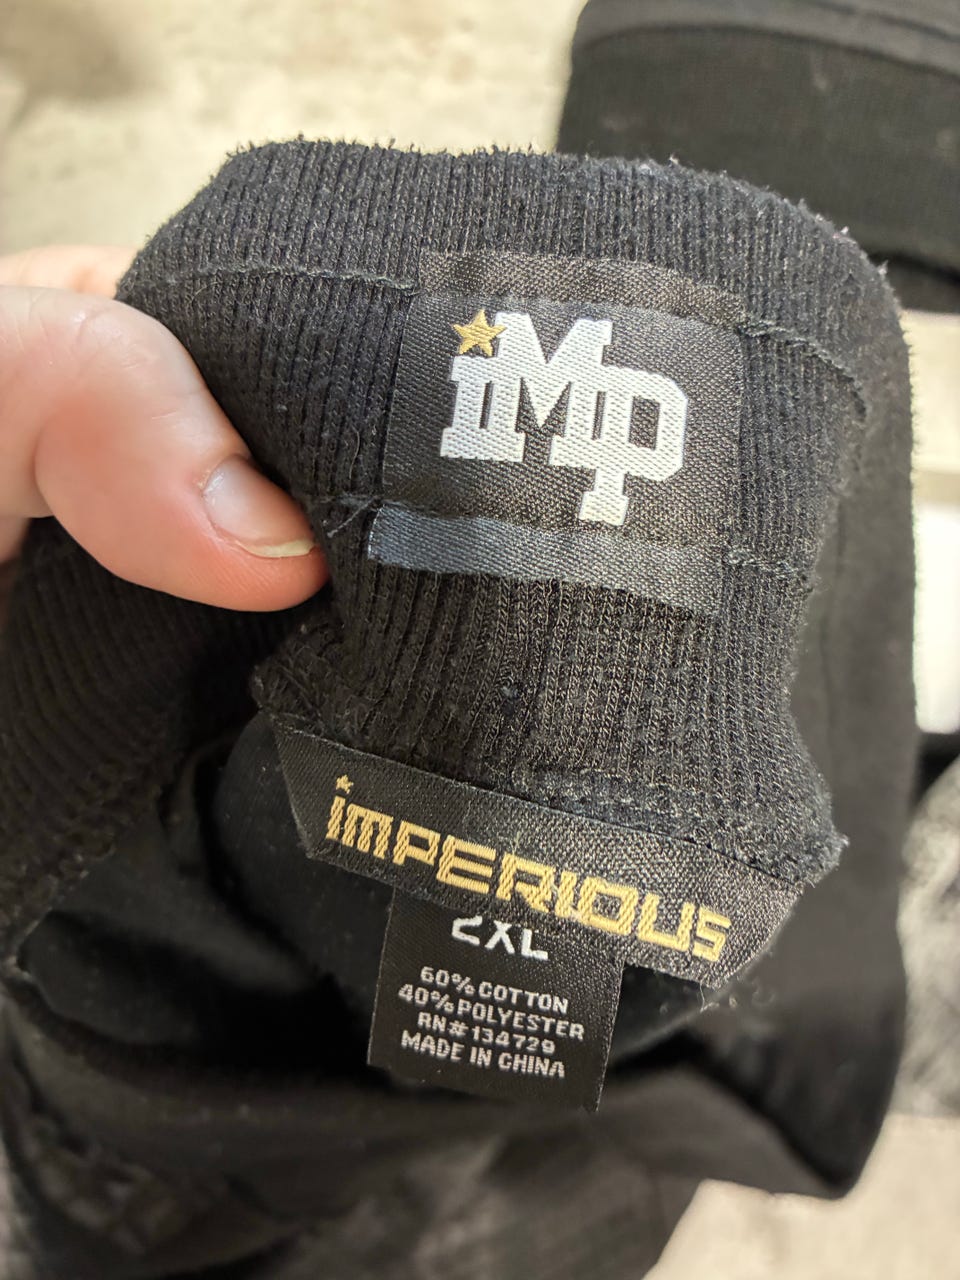 iMP
iMPERIOUS
2XL
60% COTTON
40% POLYESTER
RN# 134729
MADE IN CHINA